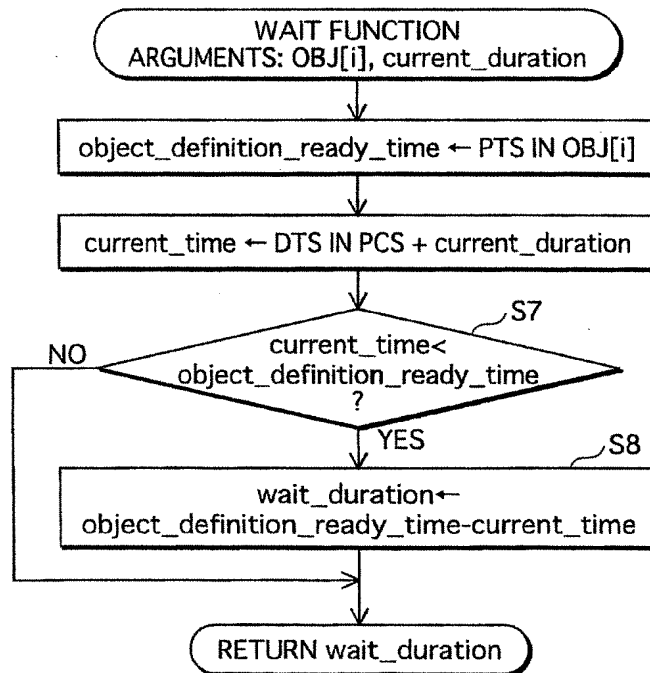 WAIT FUNCTION
ARGUMENTS: OBJ[i], current_duration
object_definition_ready_time ← PTS IN OBJ[i]
current_time ← DTS IN PCS + current_duration
S7
NO
current_time<
object_definition_ready_time
?
YES
S8
wait_duration←
object_definition_ready_time-current_time
RETURN wait_duration